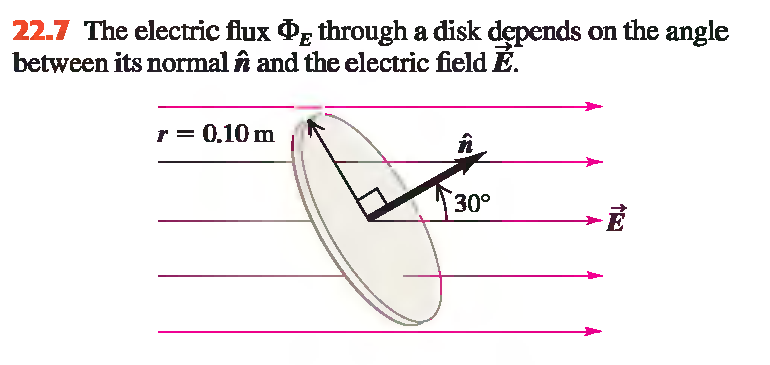 22.7 The electric flux Φ_E through a disk depends on the angle
between its normal n̂ and the electric field E⃗.
r = 0.10 m
n̂
30°
E⃗